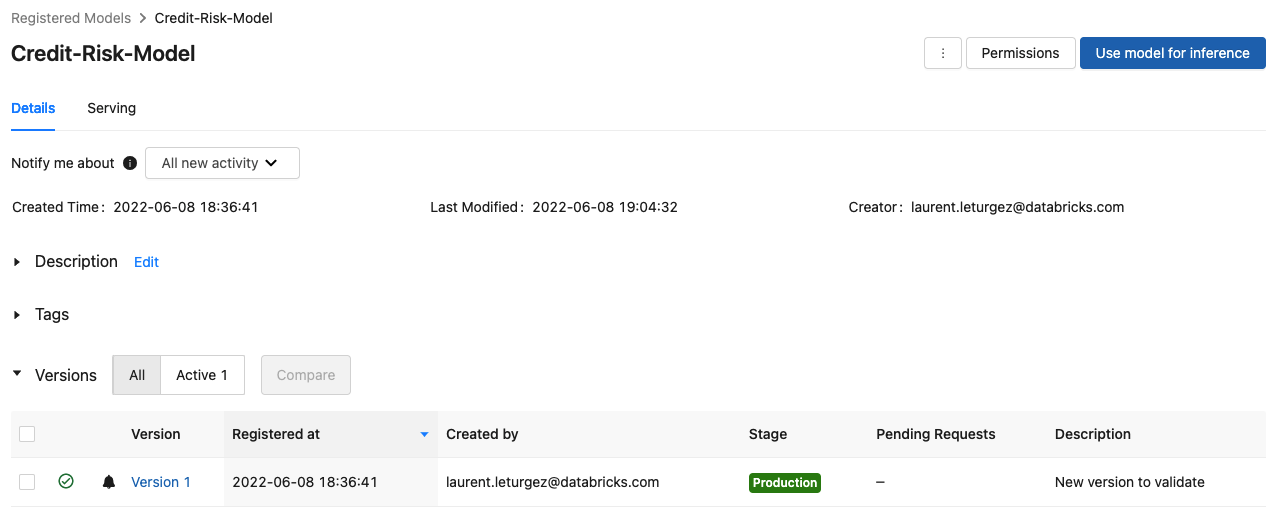 Registered Models > Credit-Risk-Model
Credit-Risk-Model
⋮ Permissions Use model for inference
Details Serving
Notify me about All new activity
Created Time: 2022-06-08 18:36:41 Last Modified: 2022-06-08 19:04:32 Creator: laurent.leturgez@databricks.com
Description Edit
Tags
Versions All Active 1 Compare
Version Registered at Created by Stage Pending Requests Description
Version 1 2022-06-08 18:36:41 laurent.leturgez@databricks.com Production – New version to validate